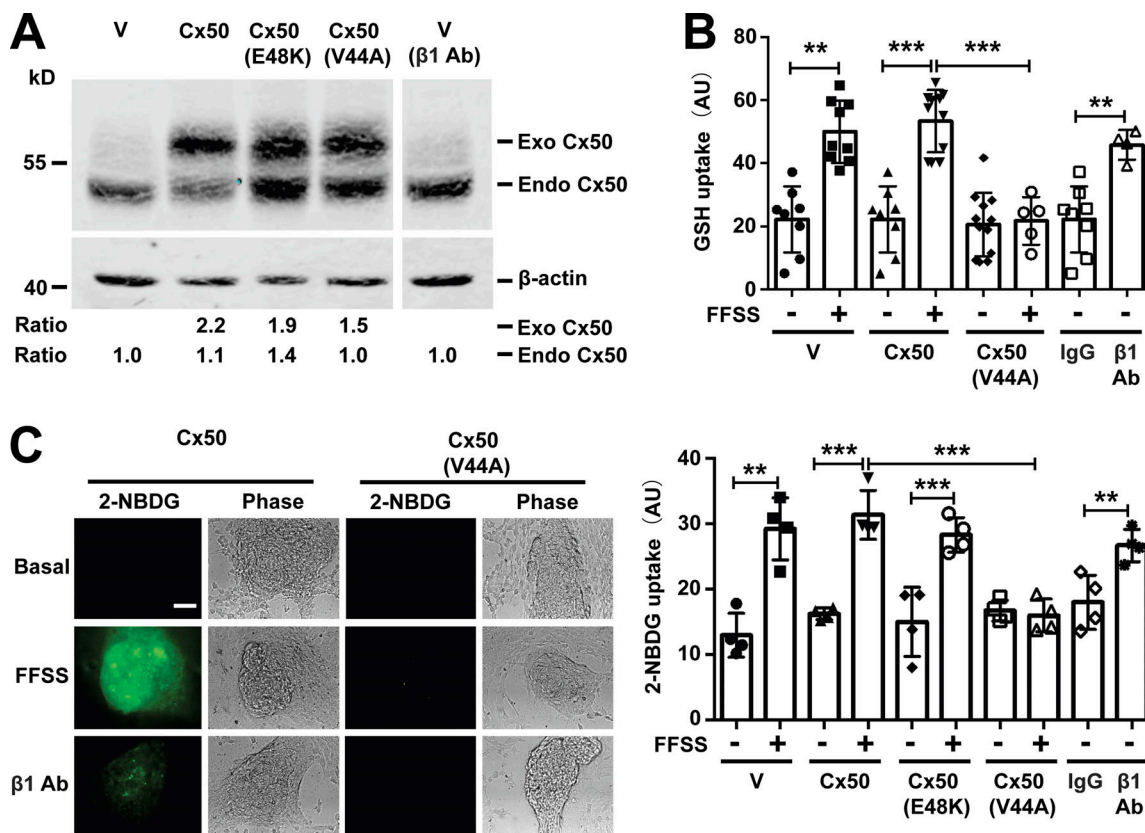 A
V Cx50 Cx50 Cx50 V
(E48K) (V44A) (β1 Ab)
kD
Exo Cx50
55
Endo Cx50
β-actin
40
Ratio 2.2 1.9 1.5 Exo Cx50
Ratio 1.0 1.1 1.4 1.0 1.0 Endo Cx50
B
GSH uptake (AU)
80
60
40
20
0
** *** *** **
FFSS - + - + - + - -
V Cx50 Cx50 IgG β1
(V44A) Ab
C
Cx50 Cx50
(V44A)
2-NBDG Phase 2-NBDG Phase
Basal
FFSS
β1 Ab
2-NBDG uptake (AU)
40
30
20
10
0
** *** *** *** **
FFSS - + - + - + - + - -
V Cx50 Cx50 Cx50 IgG β1
(E48K) (V44A) Ab